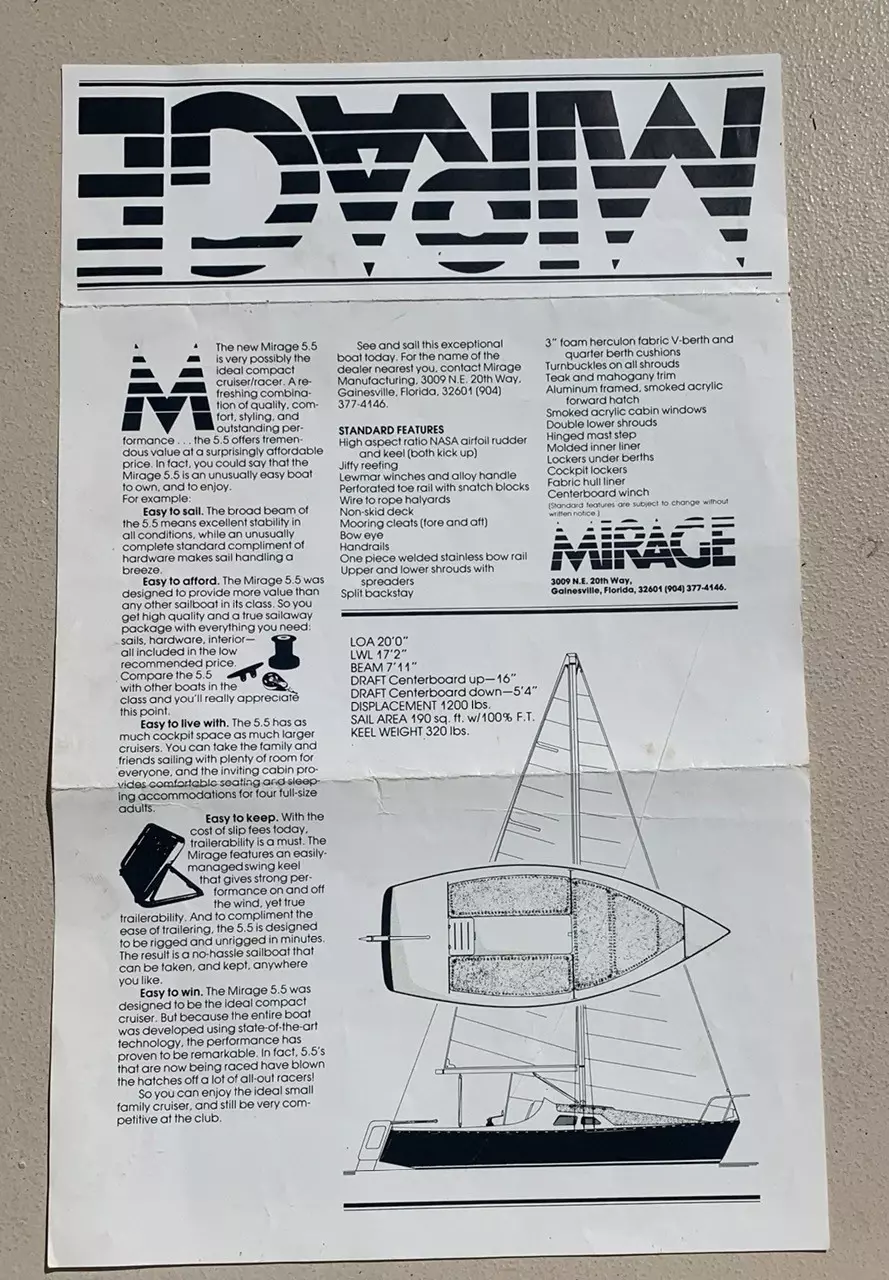 MIRAGE
The new Mirage 5.5
is very possibly the
ideal compact
cruiser/racer. A re-
freshing combina-
tion of quality, com-
fort, styling, and
outstanding per-
formance . . . the 5.5 offers tremen-
dous value at a surprisingly affordable
price. In fact, you could say that the
Mirage 5.5 is an unusually easy boat
to own, and to enjoy.
For example:
Easy to sail. The broad beam of
the 5.5 means excellent stability in
all conditions, while an unusually
complete standard compliment of
hardware makes sail handling a
breeze.
Easy to afford. The Mirage 5.5 was
designed to provide more value than
any other sailboat in its class. So you
get high quality and a true sailaway
package with everything you need:
sails, hardware, interior—
all included in the low
recommended price.
Compare the 5.5
with other boats in the
class and you'll really appreciate
this point.
Easy to live with. The 5.5 has as
much cockpit space as much larger
cruisers. You can take the family and
friends sailing with plenty of room for
everyone, and the inviting cabin pro-
vides comfortable seating and sleep-
ing accommodations for four full-size
adults.
Easy to keep. With the
cost of slip fees today,
trailerability is a must. The
Mirage features an easily-
managed swing keel
that gives strong per-
formance on and off
the wind, yet true
trailerability. And to compliment the
ease of trailering, the 5.5 is designed
to be rigged and unrigged in minutes.
The result is a no-hassle sailboat that
can be taken, and kept, anywhere
you like.
Easy to win. The Mirage 5.5 was
designed to be the ideal compact
cruiser. But because the entire boat
was developed using state-of-the-art
technology, the performance has
proven to be remarkable. In fact, 5.5's
that are now being raced have blown
the hatches off a lot of all-out racers!
So you can enjoy the ideal small
family cruiser, and still be very com-
petitive at the club.
See and sail this exceptional
boat today. For the name of the
dealer nearest you, contact Mirage
Manufacturing, 3009 N.E. 20th Way,
Gainesville, Florida, 32601 (904)
377-4146.
STANDARD FEATURES
High aspect ratio NASA airfoil rudder
and keel (both kick up)
Jiffy reefing
Lewmar winches and alloy handle
Perforated toe rail with snatch blocks
Wire to rope halyards
Non-skid deck
Mooring cleats (fore and aft)
Bow eye
Handrails
One piece welded stainless bow rail
Upper and lower shrouds with
spreaders
Split backstay
3" foam herculon fabric V-berth and
quarter berth cushions
Turnbuckles on all shrouds
Teak and mahogany trim
Aluminum framed, smoked acrylic
forward hatch
Smoked acrylic cabin windows
Double lower shrouds
Hinged mast step
Molded inner liner
Lockers under berths
Cockpit lockers
Fabric hull liner
Centerboard winch
(Standard features are subject to change without
written notice.)
MIRAGE
3009 N.E. 20th Way,
Gainesville, Florida, 32601 (904) 377-4146.
LOA 20'0"
LWL 17'2"
BEAM 7'11"
DRAFT Centerboard up—16"
DRAFT Centerboard down—5'4"
DISPLACEMENT 1200 lbs.
SAIL AREA 190 sq. ft. w/100% F.T.
KEEL WEIGHT 320 lbs.